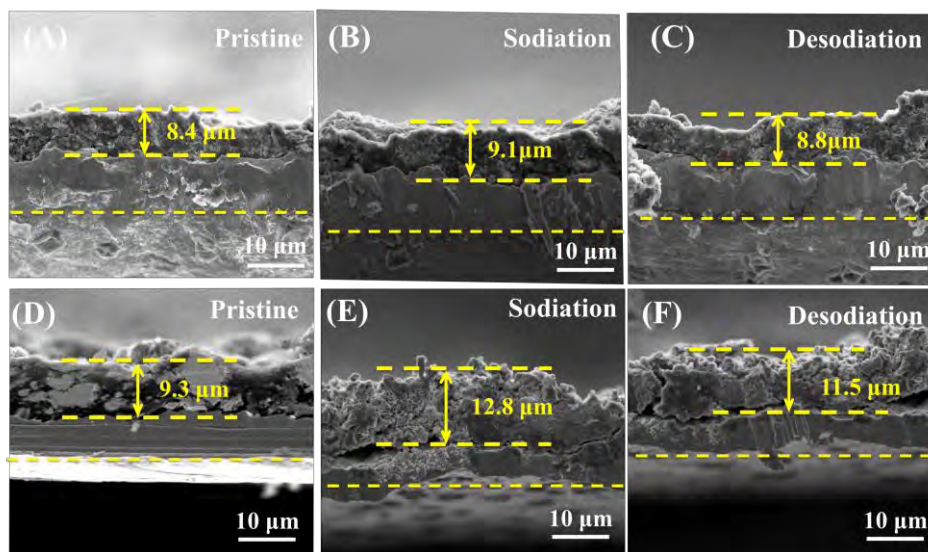 (A) Pristine
8.4 μm
10 μm
(B) Sodiation
9.1μm
10 μm
(C) Desodiation
8.8μm
10 μm
(D) Pristine
9.3 μm
10 μm
(E) Sodiation
12.8 μm
10 μm
(F) Desodiation
11.5 μm
10 μm